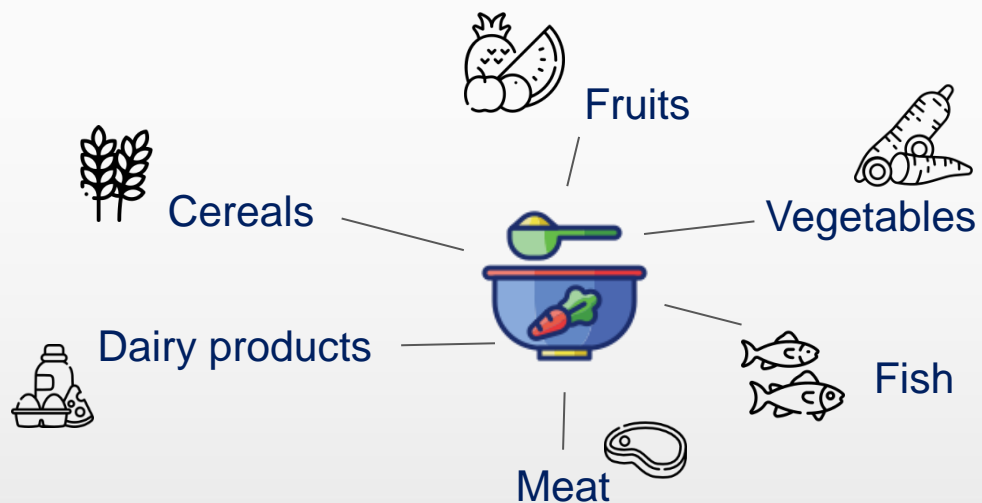 Fruits
Cereals
Vegetables
Dairy products
Fish
Meat